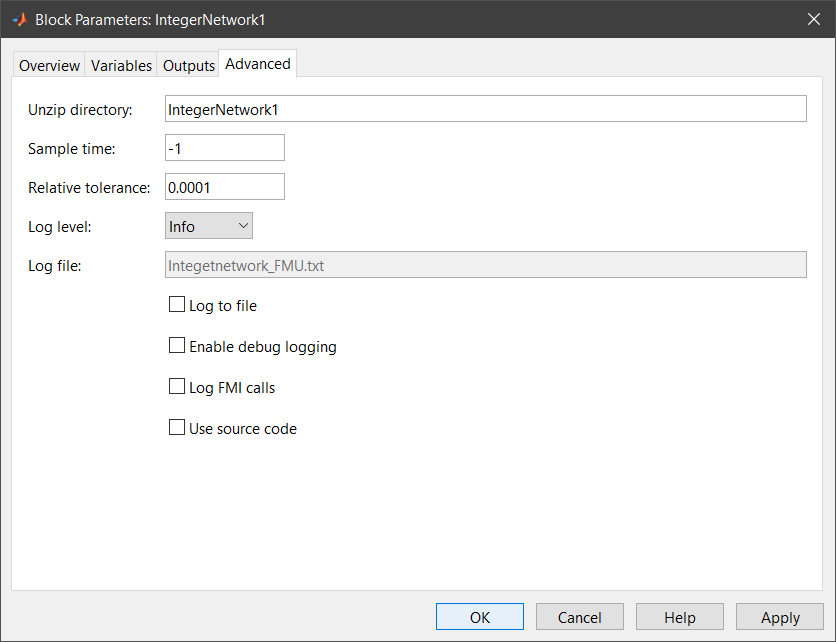 Block Parameters: IntegerNetwork1
Overview Variables Outputs Advanced
Unzip directory: IntegerNetwork1
Sample time: -1
Relative tolerance: 0.0001
Log level: Info
Log file: Integetnetwork_FMU.txt
Log to file
Enable debug logging
Log FMI calls
Use source code
OK Cancel Help Apply